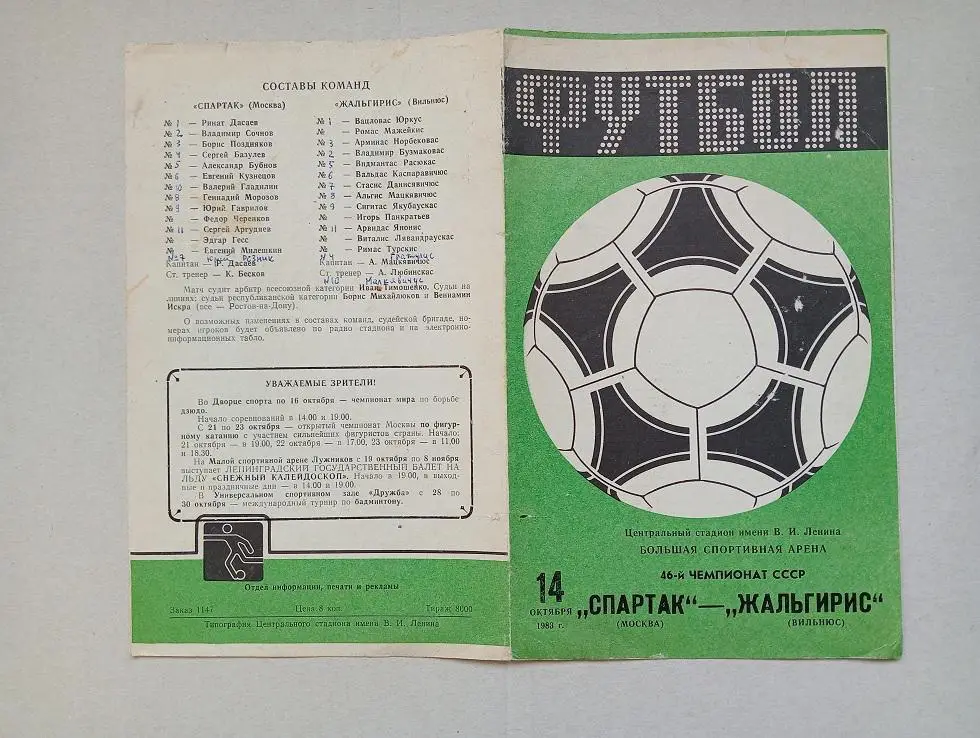 СОСТАВЫ КОМАНД
«СПАРТАК» (Москва)
№ 1 — Ринат Дасаев
№ 2 — Владимир Сочнов
№ 3 — Борис Поздняков
№ 4 — Сергей Базулев
№ 5 — Александр Бубнов
№ 6 — Евгений Кузнецов
№ 10 — Валерий Гладилин
№ 8 — Геннадий Морозов
№ 9 — Юрий Гаврилов
№ — Федор Черенков
№ 11 — Сергей Аргудяев
№ — Эдгар Гесс
№ — Евгений Милешкин
№7 Юрий Резник
Капитан — Р. Дасаев
Ст. тренер — К. Бесков
«ЖАЛЬГИРИС» (Вильнюс)
№ 1 — Вацловас Юркус
№ — Ромас Мажейкис
№ 3 — Арминас Норбековас
№ 2 — Владимир Бузмаковас
№ 5 — Видмантас Расюкас
№ 6 — Вальдас Каспаравичюс
№ 7 — Стасис Данисявичюс
№ 8 — Альгис Мацкявичюс
№ 9 — Сигитас Якубаускас
№ — Игорь Панкратьев
№ 11 — Арвидас Янонис
№ — Виталис Ливандраускас
№ — Римас Турскис
№4
Капитан — А. Мацкявичюс
Ст. тренер — А. Любинскас
№10
Матч судит арбитр всесоюзной категории Иван Тимошенко. Судьи на
линиях: судьи республиканской категории Борис Михайлюков и Вениамин
Искра (все — Ростов-на-Дону).
О возможных изменениях в составах команд, судейской бригаде, но-
мерах игроков будет объявлено по радио стадиона и на электронно-
информационных табло.
УВАЖАЕМЫЕ ЗРИТЕЛИ!
Во Дворце спорта по 16 октября — чемпионат мира по борьбе
дзюдо.
Начало соревнований в 14.00 и 19.00.
С 21 по 23 октября — открытый чемпионат Москвы по фигур-
ному катанию с участием сильнейших фигуристов страны. Начало:
21 октября — в 19.00, 22 октября — в 17.00, 23 октября — в 11.00
и 18.30.
На Малой спортивной арене Лужников с 19 октября по 8 ноября
выступает ЛЕНИНГРАДСКИЙ ГОСУДАРСТВЕННЫЙ БАЛЕТ НА
ЛЬДУ «СНЕЖНЫЙ КАЛЕЙДОСКОП». Начало в 19.00, в выход-
ные и праздничные дни — в 14.00 и 19.00.
В Универсальном спортивном зале «Дружба» с 28 по
30 октября — международный турнир по бадминтону.
Отдел информации, печати и рекламы
Заказ 1147 Цена 8 коп. Тираж 8000
Типография Центрального стадиона имени В. И. Ленина
ФУТБОЛ
Центральный стадион имени В. И. Ленина
БОЛЬШАЯ СПОРТИВНАЯ АРЕНА
46-й ЧЕМПИОНАТ СССР
14
ОКТЯБРЯ
1983 г.
„СПАРТАК“—„ЖАЛЬГИРИС“
(МОСКВА) (ВИЛЬНЮС)